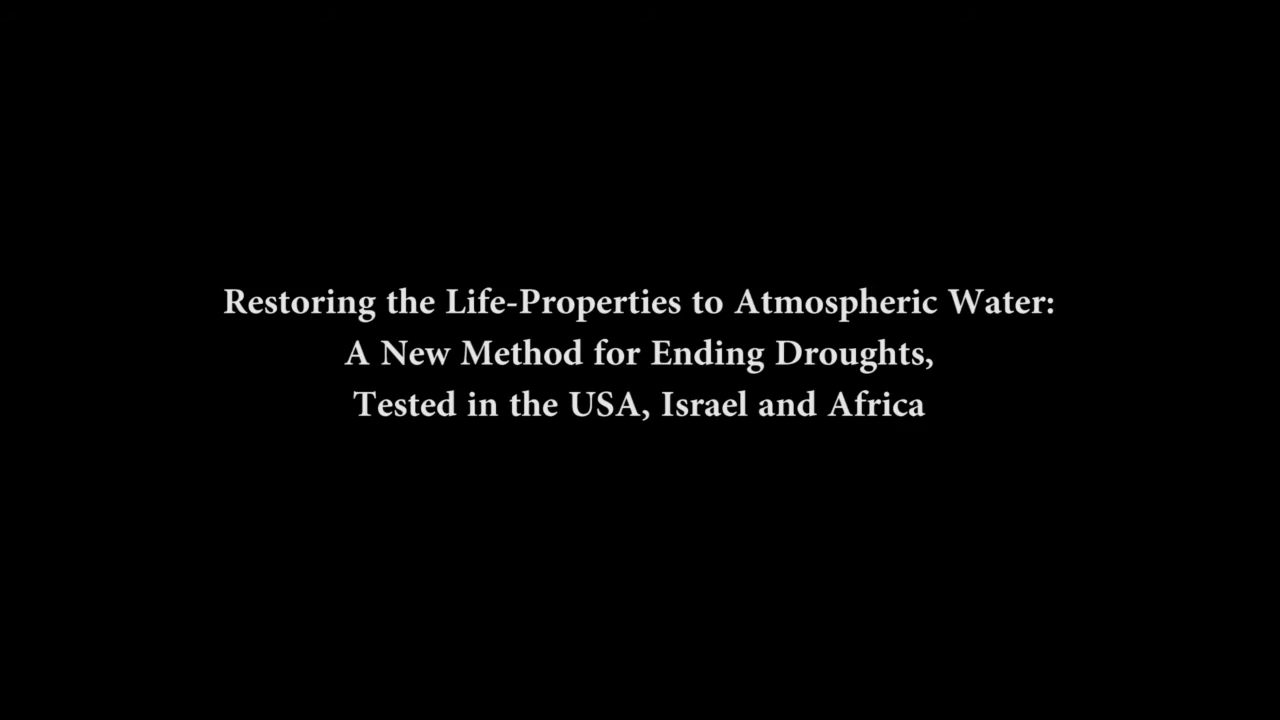 Restoring the Life-Properties to Atmospheric Water:
A New Method for Ending Droughts,
Tested in the USA, Israel and Africa